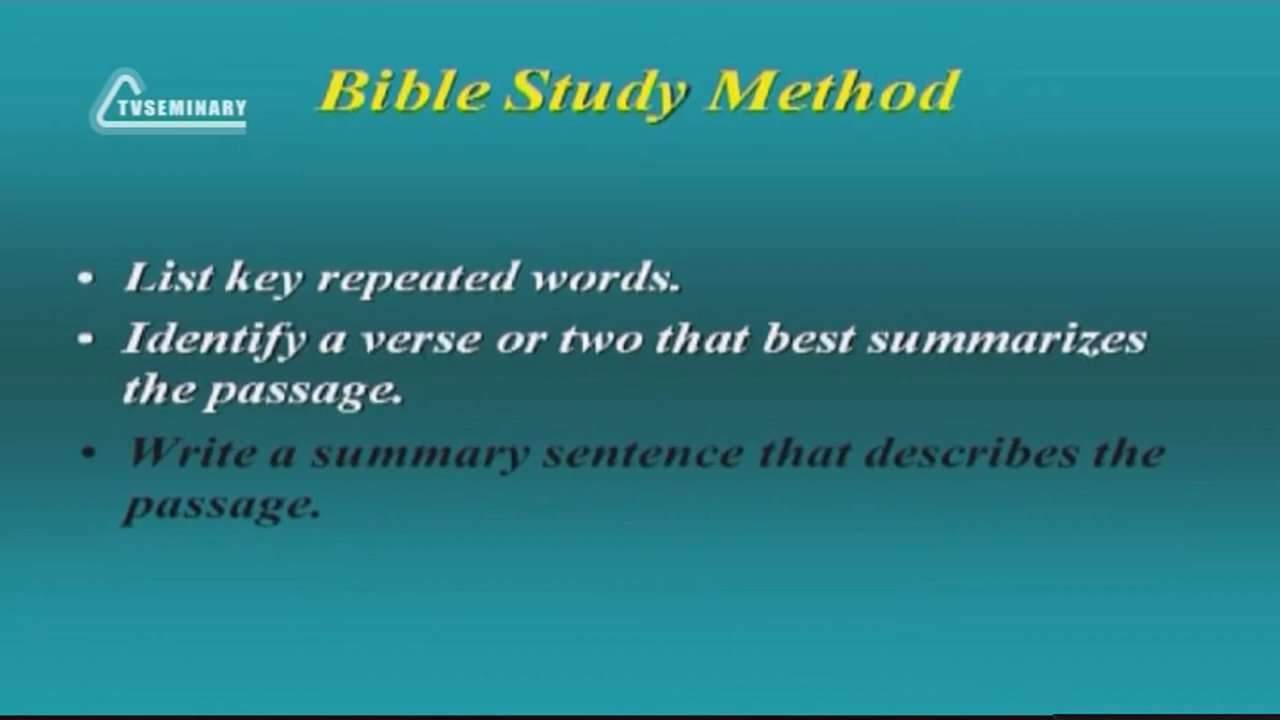 Bible Study Method
TVSEMINARY
• List key repeated words.
• Identify a verse or two that best summarizes
the passage.
• Write a summary sentence that describes the
passage.